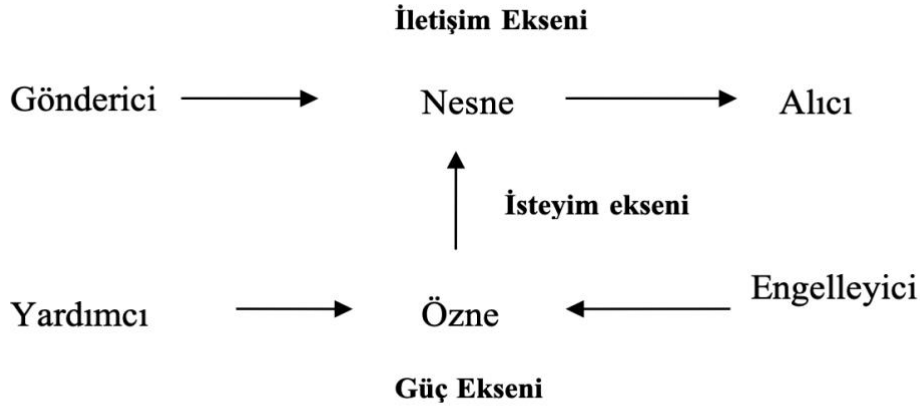 İletişim Ekseni
Gönderici Nesne Alıcı
İsteyim ekseni
Engelleyici
Yardımcı Özne
Güç Ekseni